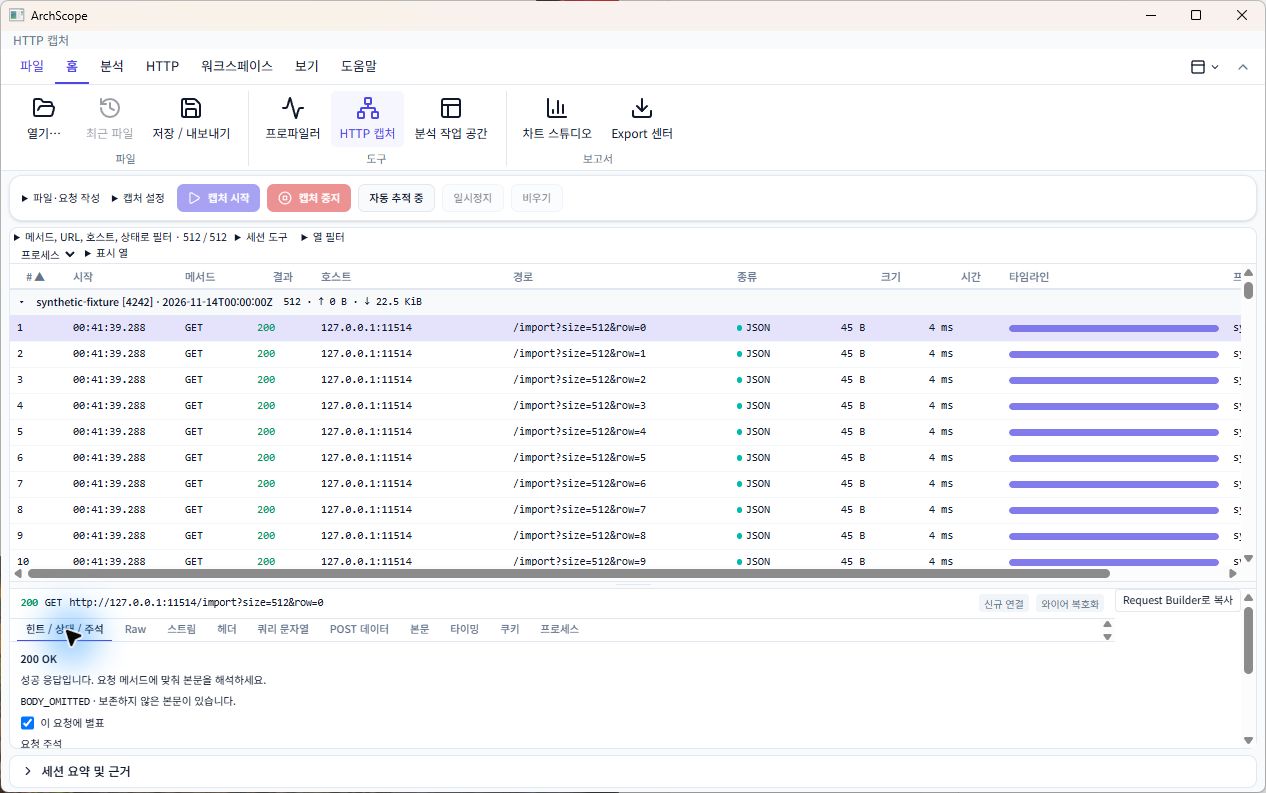 ArchScope
HTTP 캡처
파일 홈 분석 HTTP 워크스페이스 보기 도움말
열기… 최근 파일 저장 / 내보내기 프로파일러 HTTP 캡처 분석 작업 공간 차트 스튜디오 Export 센터
파일 도구 보고서
▶ 파일·요청 작성 ▶ 캡처 설정 캡처 시작 캡처 중지 자동 추적 중 일시정지 비우기
▶ 메서드, URL, 호스트, 상태로 필터 · 512 / 512 ▶ 세션 도구 ▶ 열 필터
프로세스 ▶ 표시 열
# ▲ 시작 메서드 결과 호스트 경로 종류 크기 시간 타임라인 프
synthetic-fixture [4242] · 2026-11-14T00:00:00Z 512 · ↑ 0 B · ↓ 22.5 KiB
1 00:41:39.288 GET 200 127.0.0.1:11514 /import?size=512&row=0 JSON 45 B 4 ms sy
2 00:41:39.288 GET 200 127.0.0.1:11514 /import?size=512&row=1 JSON 45 B 4 ms sy
3 00:41:39.288 GET 200 127.0.0.1:11514 /import?size=512&row=2 JSON 45 B 4 ms sy
4 00:41:39.288 GET 200 127.0.0.1:11514 /import?size=512&row=3 JSON 45 B 4 ms sy
5 00:41:39.288 GET 200 127.0.0.1:11514 /import?size=512&row=4 JSON 45 B 4 ms sy
6 00:41:39.288 GET 200 127.0.0.1:11514 /import?size=512&row=5 JSON 45 B 4 ms sy
7 00:41:39.288 GET 200 127.0.0.1:11514 /import?size=512&row=6 JSON 45 B 4 ms sy
8 00:41:39.288 GET 200 127.0.0.1:11514 /import?size=512&row=7 JSON 45 B 4 ms sy
9 00:41:39.288 GET 200 127.0.0.1:11514 /import?size=512&row=8 JSON 45 B 4 ms sy
10 00:41:39.288 GET 200 127.0.0.1:11514 /import?size=512&row=9 JSON 45 B 4 ms sy
200 GET http://127.0.0.1:11514/import?size=512&row=0 신규 연결 와이어 복호화 Request Builder로 복사
힌트 / 상태 / 주석 Raw 스트림 헤더 쿼리 문자열 POST 데이터 본문 타이밍 쿠키 프로세스
200 OK
성공 응답입니다. 요청 메서드에 맞춰 본문을 해석하세요.
BODY_OMITTED · 보존하지 않은 본문이 있습니다.
이 요청에 별표
요청 주석
세션 요약 및 근거